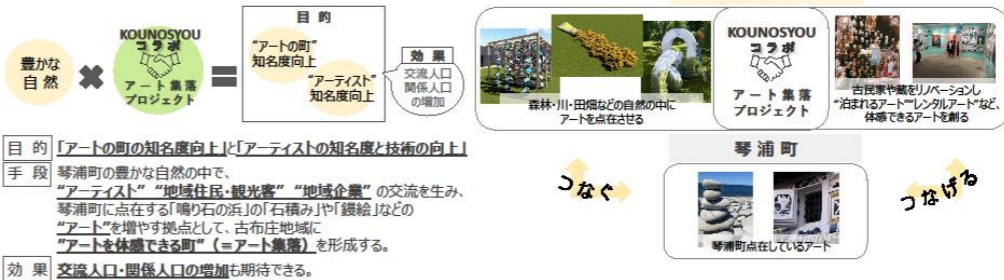 豊かな
自然
KOUNOSYOU
コラボ
アート集落
プロジェクト
目的
“アートの町”
知名度向上
“アーティスト”
知名度向上
効果
交流人口
関係人口
の増加
森林・川・田畑などの自然の中に
アートを点在させる
KOUNOSYOU
コラボ
アート集落
プロジェクト
古民家や蔵をリノベーションし
“泊まれるアート”“レンタルアート”など、
体感できるアートを創る
つなぐ
琴浦町
琴浦町点在しているアート
つなげる
目的 「アートの町の知名度向上」と「アーティストの知名度と技術の向上」
手段 琴浦町の豊かな自然の中で、
“アーティスト” “地域住民・観光客” “地域企業” の交流を生み、
琴浦町に点在する「鳴り石の浜」の「石積み」や「鏝絵」などの
“アート”を増やす拠点として、古布庄地域に
“アートを体感できる町” (＝アート集落) を形成する。
効果 交流人口・関係人口の増加も期待できる。